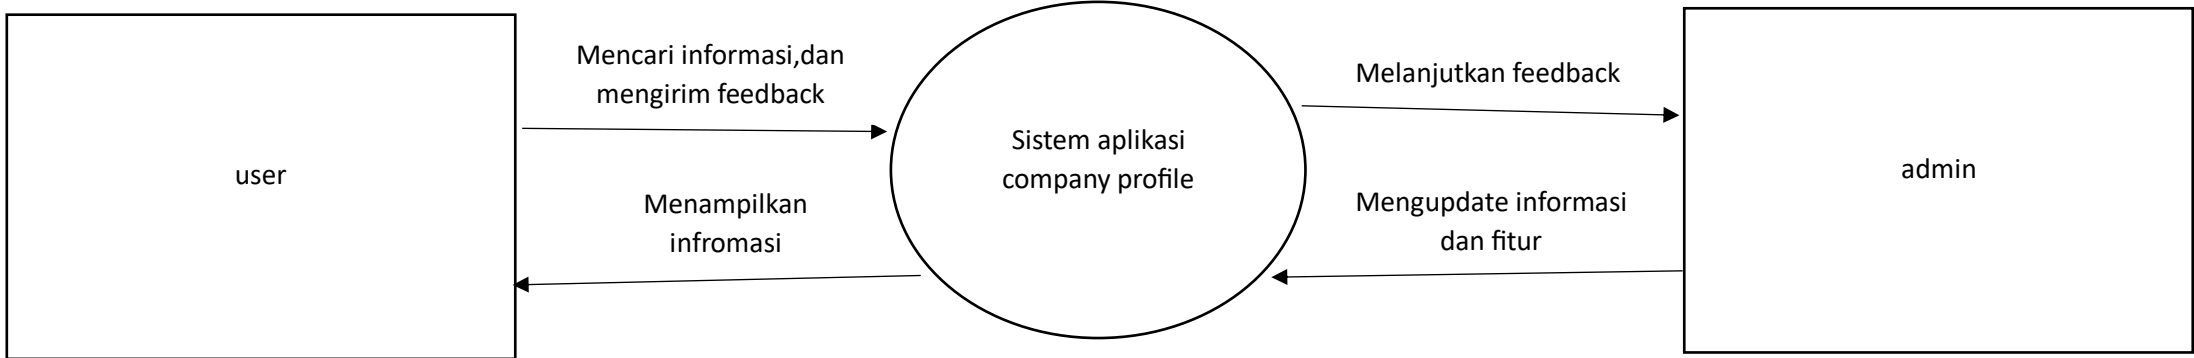 user
Mencari informasi,dan
mengirim feedback
Menampilkan
infromasi
Sistem aplikasi
company profile
Melanjutkan feedback
Mengupdate informasi
dan fitur
admin